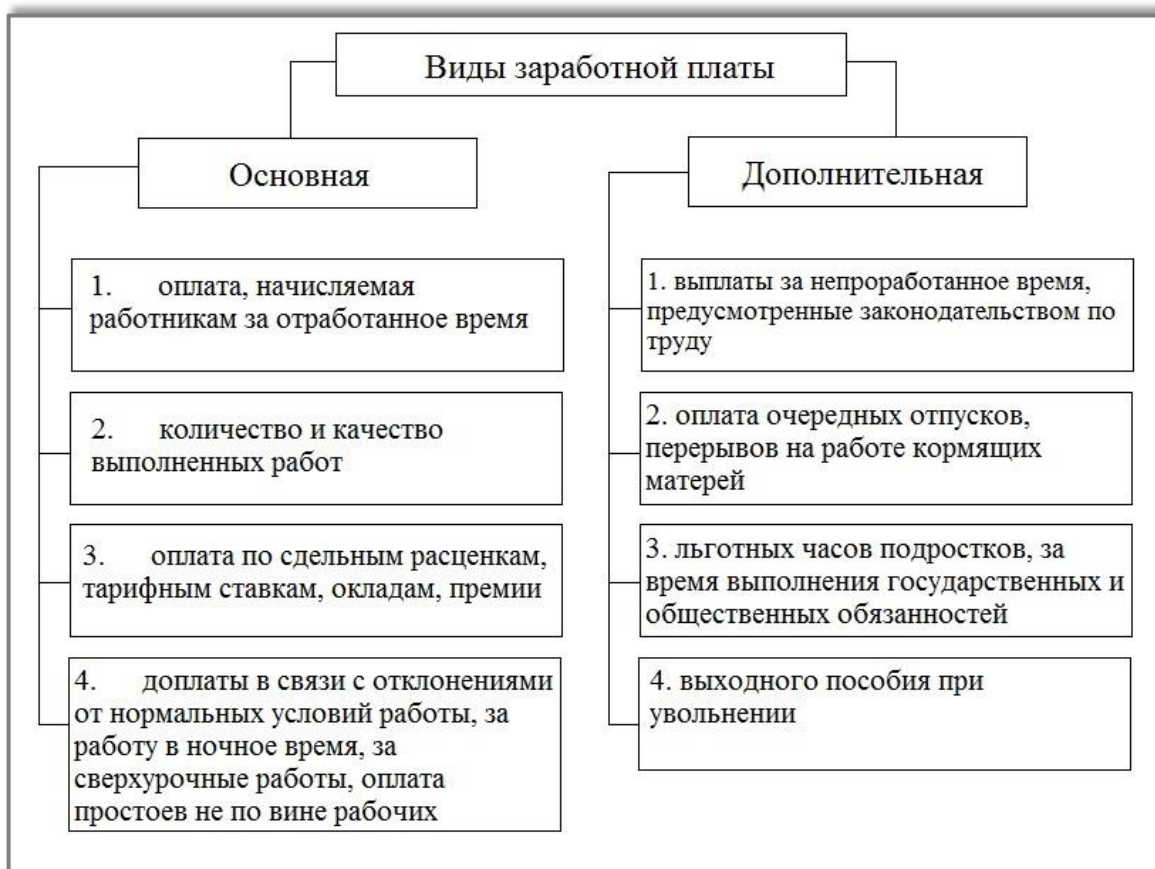 Виды заработной платы
Основная
1. оплата, начисляемая
работникам за отработанное время
2. количество и качество
выполненных работ
3. оплата по сдельным расценкам,
тарифным ставкам, окладам, премии
4. доплаты в связи с отклонениями
от нормальных условий работы, за
работу в ночное время, за
сверхурочные работы, оплата
простоев не по вине рабочих
Дополнительная
1. выплаты за непроработанное время,
предусмотренные законодательством по
труду
2. оплата очередных отпусков,
перерывов на работе кормящих
матерей
3. льготных часов подростков, за
время выполнения государственных и
общественных обязанностей
4. выходного пособия при
увольнении